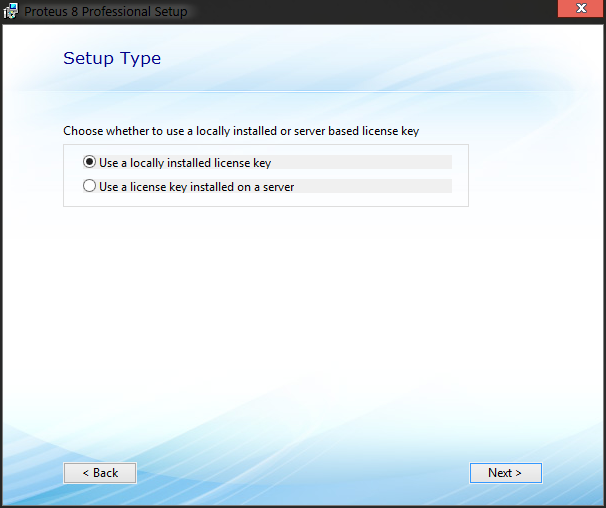 Proteus 8 Professional Setup
Setup Type
Choose whether to use a locally installed or server based license key
Use a locally installed license key
Use a license key installed on a server
< Back
Next >